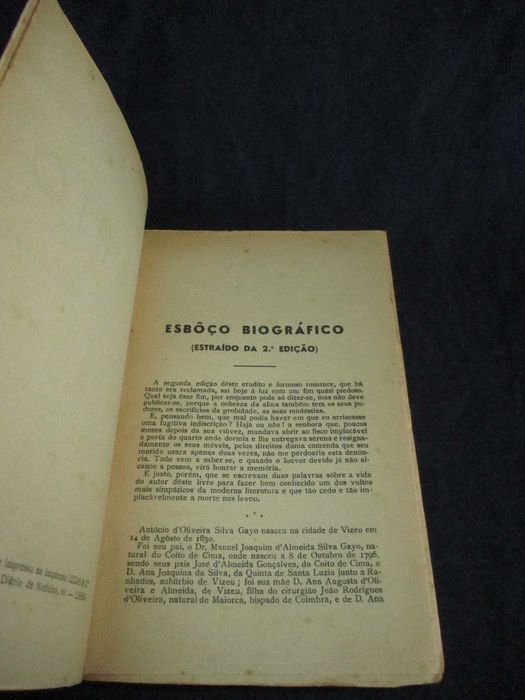 ESBÔÇO BIOGRÁFICO
(ESTRAÍDO DA 2.ª EDIÇÃO)
A segunda edição dêste erudito e formoso romance, que há
tanto era reclamada, sai hoje à luz com um fim quási piedoso.
Qual seja êsse fim, por enquanto pode só dizer-se, mas não deve
publicar-se, porque a nobreza da alma também tem os seus pu-
dores, os sacrifícios da probidade, as suas modéstias.
E, pensando bem, que mal podia haver em que eu arriscasse
uma fugitiva indiscrição? Haja ou não! a senhora que, poucos
meses depois da sua viüvez, mandava abrir ao fisco implacável
a porta do quarto onde dormia e lhe entregava serena e resigna-
damente os seus móveis, pelos direitos duma comenda que seu
marido usara apenas duas vezes, não me perdoaria esta denún-
cia. Tudo vem a saber-se, e quando o louvor devido já não al-
cance a pessoa, virá honrar a memória.
E justo, porém, que se escrevam duas palavras sôbre a vida
do autor dêste livro para fazer bem conhecido um dos vultos
mais simpáticos da moderna literatura e que tão cedo e tão im-
placàvelmente a morte nos levou.
* * *
António d'Oliveira Silva Gayo nasceu na cidade de Vizeu em
14 de Agôsto de 1830.
Foi seu pai, o Dr. Manuel Joaquim d'Almeida Silva Gayo, na-
tural do Coito de Cima, onde nasceu a 8 de Outubro de 1796,
sendo seus pais José d'Almeida Gonçalves, do Coito de Cima, e
D. Ana Joaquina da Silva, da Quinta de Santa Luzia junto a Ra-
nhados, subúrbio de Vizeu; foi sua mãe D. Ana Augusta d'Oli-
veira e Almeida, de Vizeu, filha do cirurgião João Rodrigues
d'Oliveira, natural de Maiorca, bispado de Coimbra, e de D. Ana
Impresso na Imprensa
Diário de Notícias,